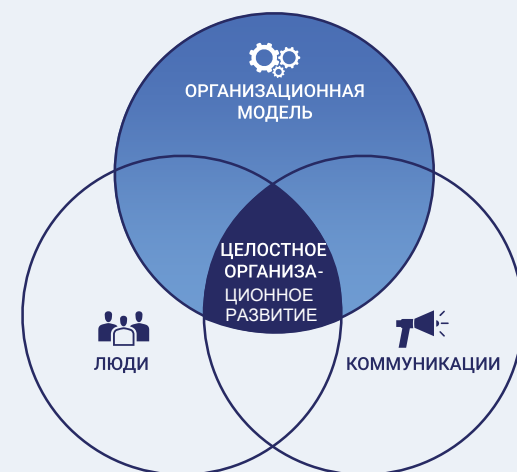 ОРГАНИЗАЦИОННАЯ
МОДЕЛЬ
ЦЕЛОСТНОЕ
ОРГАНИЗА-
ЦИОННОЕ
РАЗВИТИЕ
ЛЮДИ
КОММУНИКАЦИИ